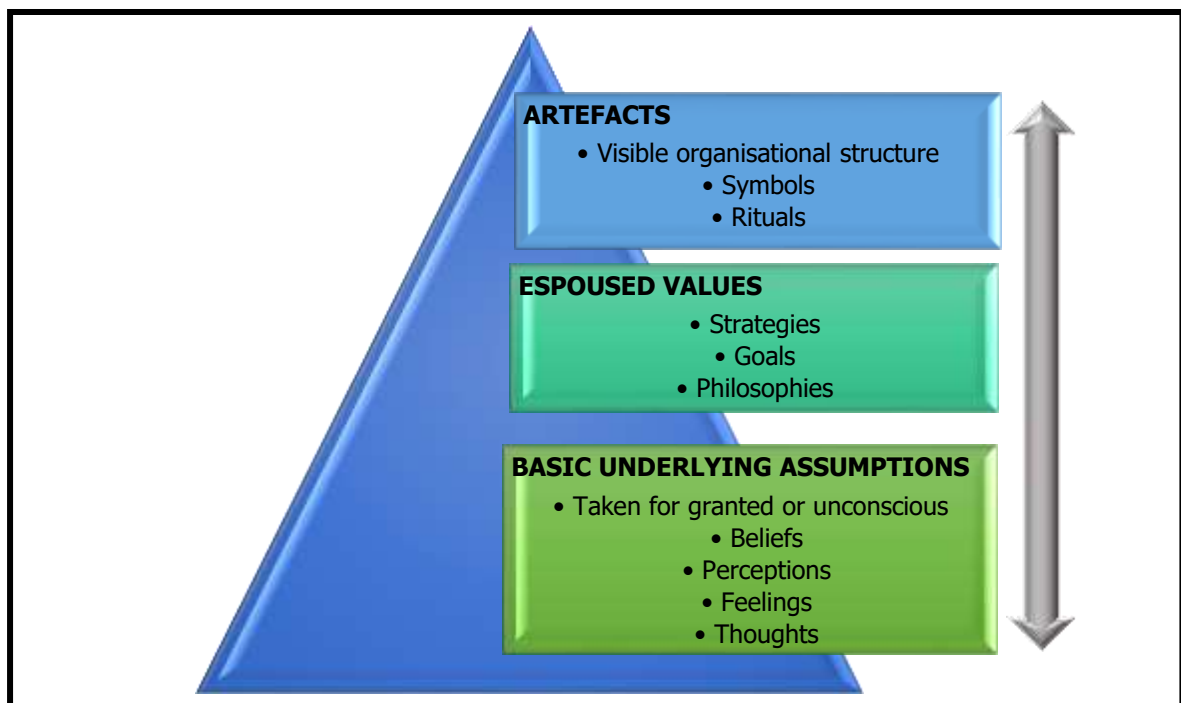 ARTEFACTS
• Visible organisational structure
• Symbols
• Rituals
ESPOUSED VALUES
• Strategies
• Goals
• Philosophies
BASIC UNDERLYING ASSUMPTIONS
• Taken for granted or unconscious
• Beliefs
• Perceptions
• Feelings
• Thoughts